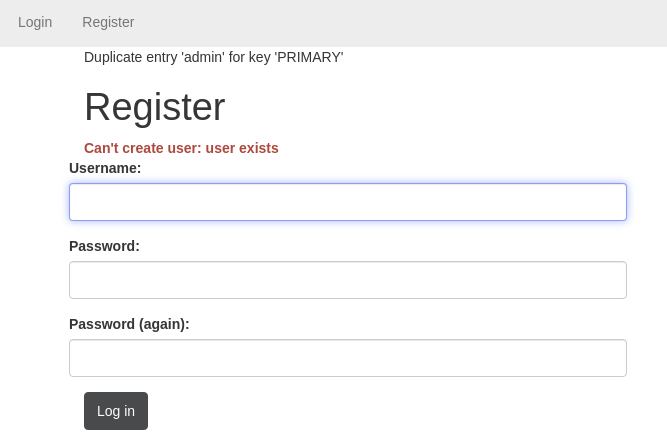 Login Register
Duplicate entry 'admin' for key 'PRIMARY'
Register
Can't create user: user exists
Username:
Password:
Password (again):
Log in